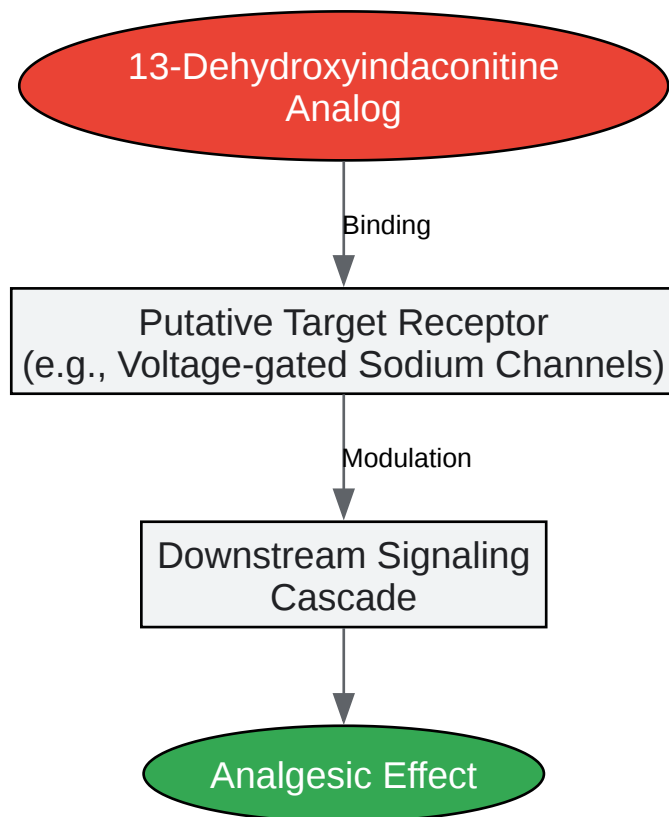 13-Dehydroxyindaconitine
Analog
Binding
Putative Target Receptor
(e.g., Voltage-gated Sodium Channels)
Modulation
Downstream Signaling
Cascade
Analgesic Effect